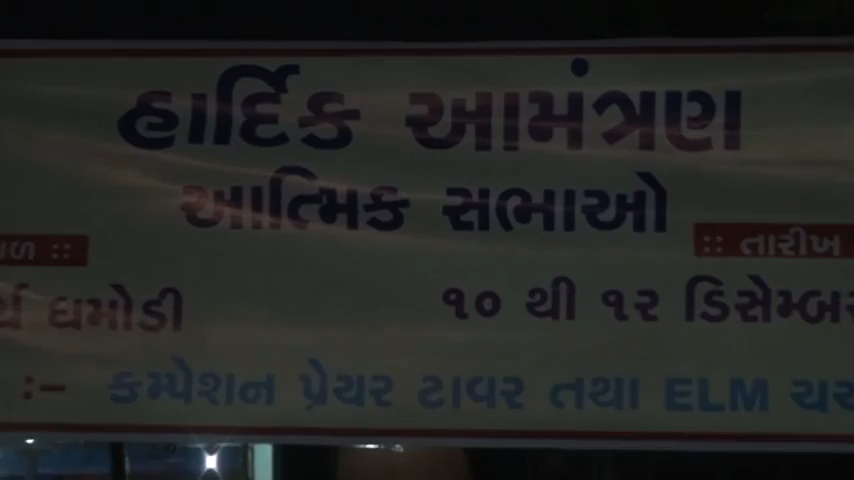 હાર્દિક આમંત્રણ
આત્મિક સભાઓ
:: :: તારીખ
ધમોડી ૧૦ થી ૧૨ ડિસેમ્બર
:– કમ્પેશન પ્રેયર ટાવર તથા ELM